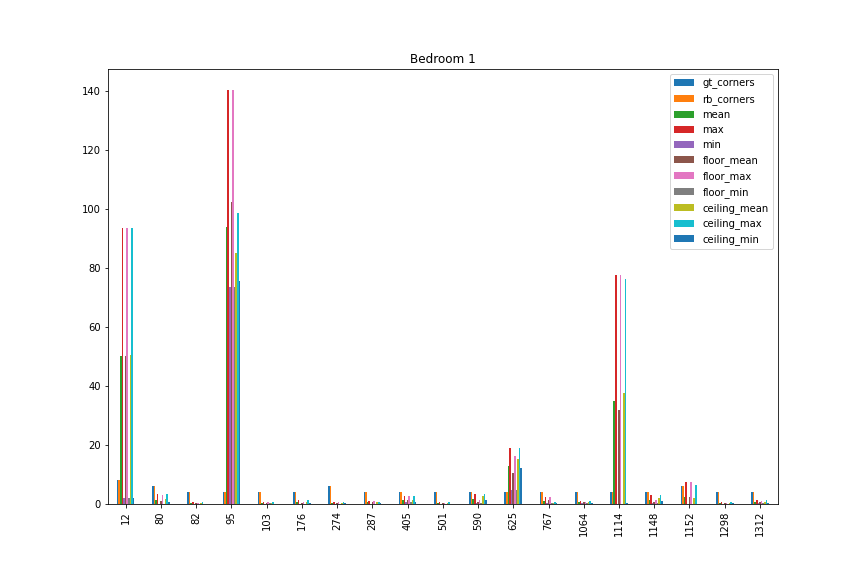 Bedroom 1
140
120
100
80
60
40
20
0
gt_corners
rb_corners
mean
max
min
floor_mean
floor_max
floor_min
ceiling_mean
ceiling_max
ceiling_min
12
80
82
95
103
176
274
287
405
501
590
625
767
1064
1114
1148
1152
1298
1312